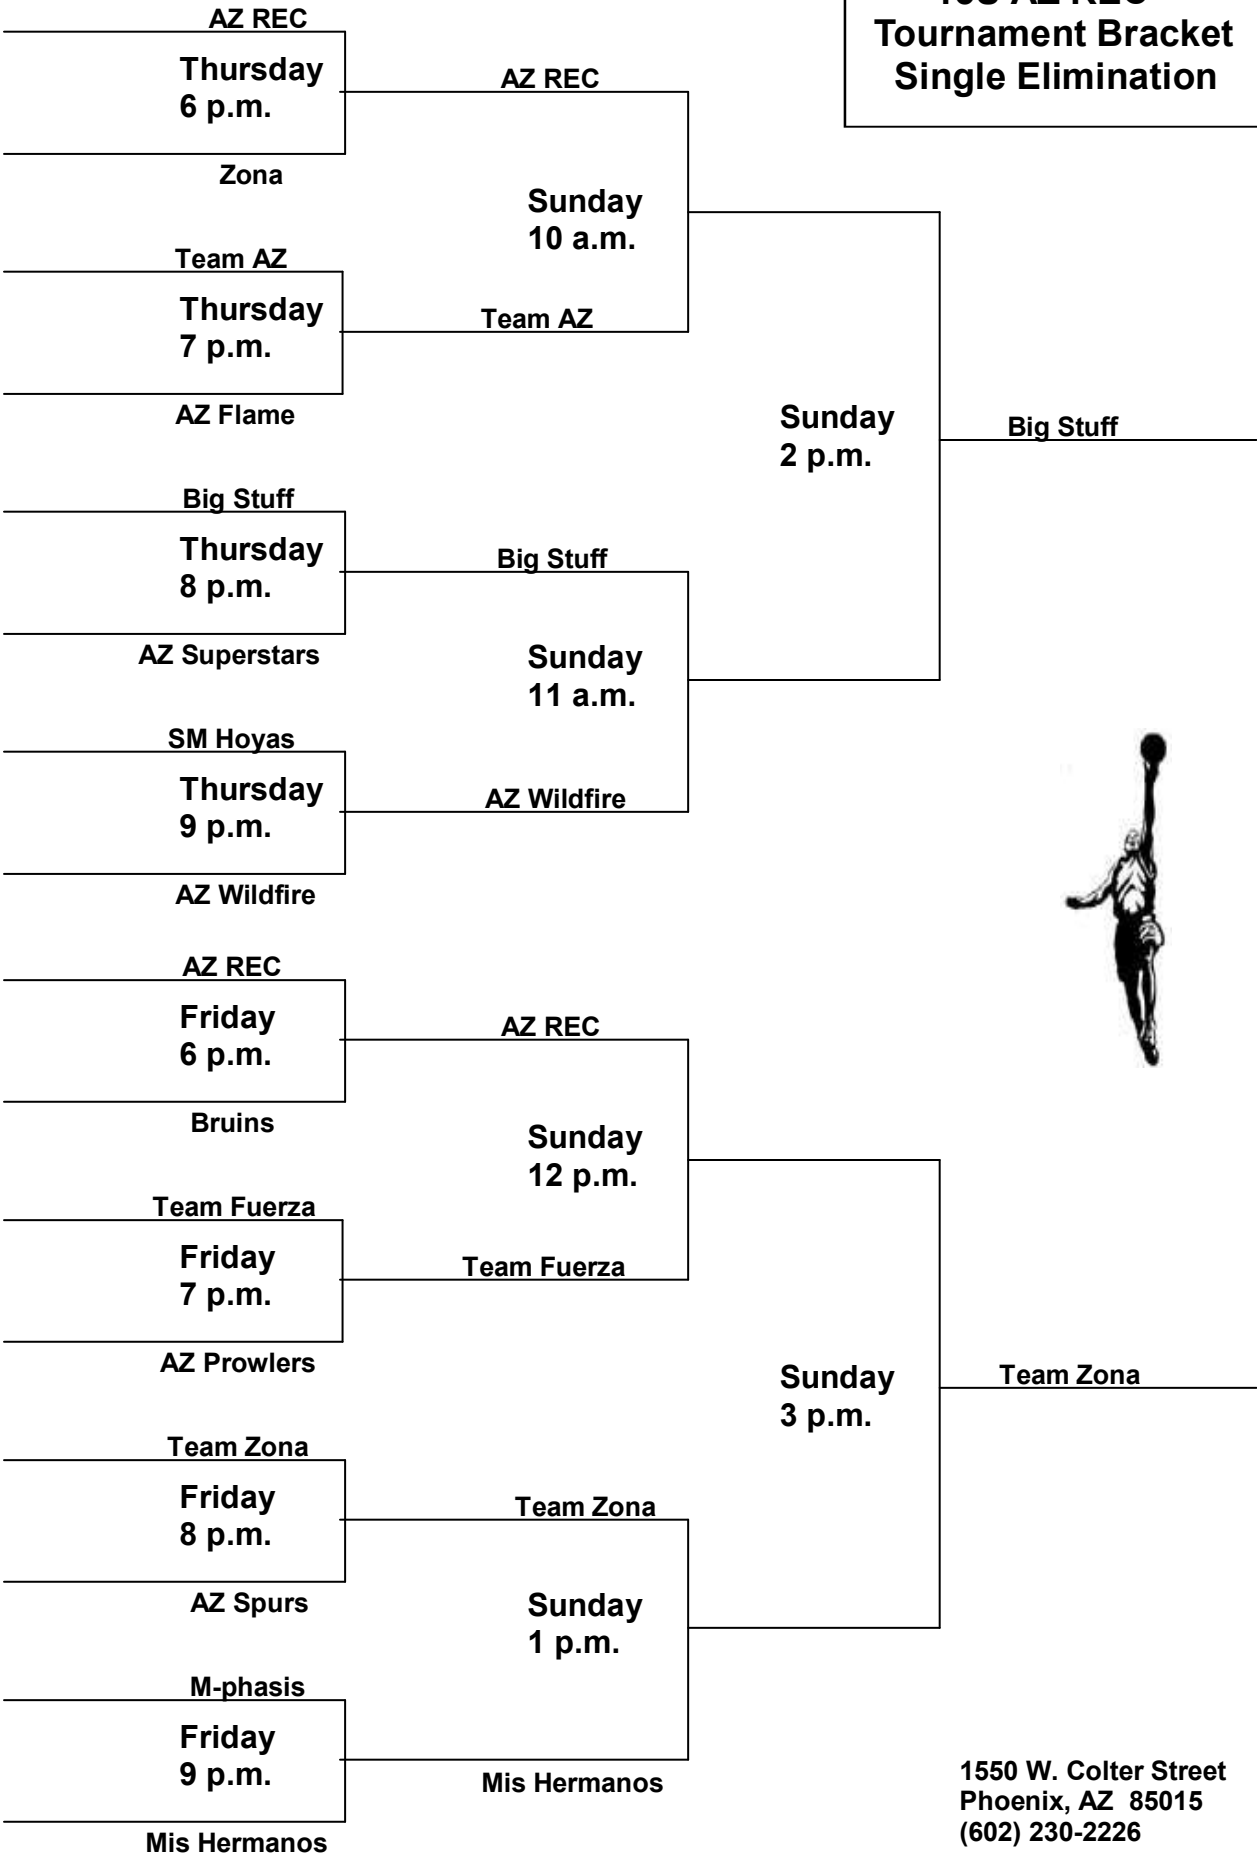 AZ REC
Tournament Bracket
Single Elimination
AZ REC
Thursday
6 p.m.
Zona
AZ REC
Sunday
10 a.m.
Team AZ
Thursday
7 p.m.
AZ Flame
Team AZ
Sunday
2 p.m.
Big Stuff
Big Stuff
Thursday
8 p.m.
AZ Superstars
Big Stuff
Sunday
11 a.m.
SM Hoyas
Thursday
9 p.m.
AZ Wildfire
AZ Wildfire
AZ REC
Friday
6 p.m.
Bruins
AZ REC
Sunday
12 p.m.
Team Fuerza
Friday
7 p.m.
AZ Prowlers
Team Fuerza
Sunday
3 p.m.
Team Zona
Team Zona
Friday
8 p.m.
AZ Spurs
Team Zona
Sunday
1 p.m.
M-phasis
Friday
9 p.m.
Mis Hermanos
Mis Hermanos
1550 W. Colter Street
Phoenix, AZ 85015
(602) 230-2226